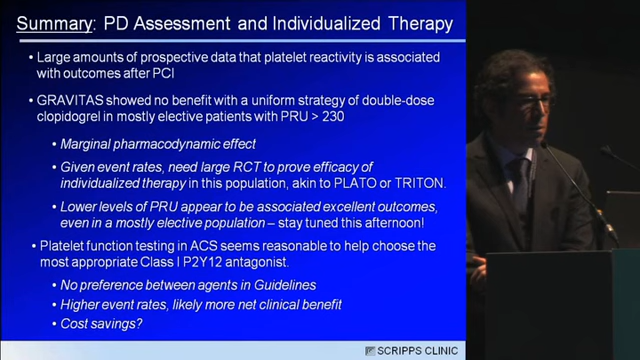 Summary: PD Assessment and Individualized Therapy
• Large amounts of prospective data that platelet reactivity is associated
with outcomes after PCI
• GRAVITAS showed no benefit with a uniform strategy of double-dose
clopidogrel in mostly elective patients with PRU > 230
• Marginal pharmacodynamic effect
• Given event rates, need large RCT to prove efficacy of
individualized therapy in this population, akin to PLATO or TRITON.
• Lower levels of PRU appear to be associated excellent outcomes,
even in a mostly elective population – stay tuned this afternoon!
• Platelet function testing in ACS seems reasonable to help choose the
most appropriate Class I P2Y12 antagonist.
• No preference between agents in Guidelines
• Higher event rates, likely more net clinical benefit
• Cost savings?
SCRIPPS CLINIC